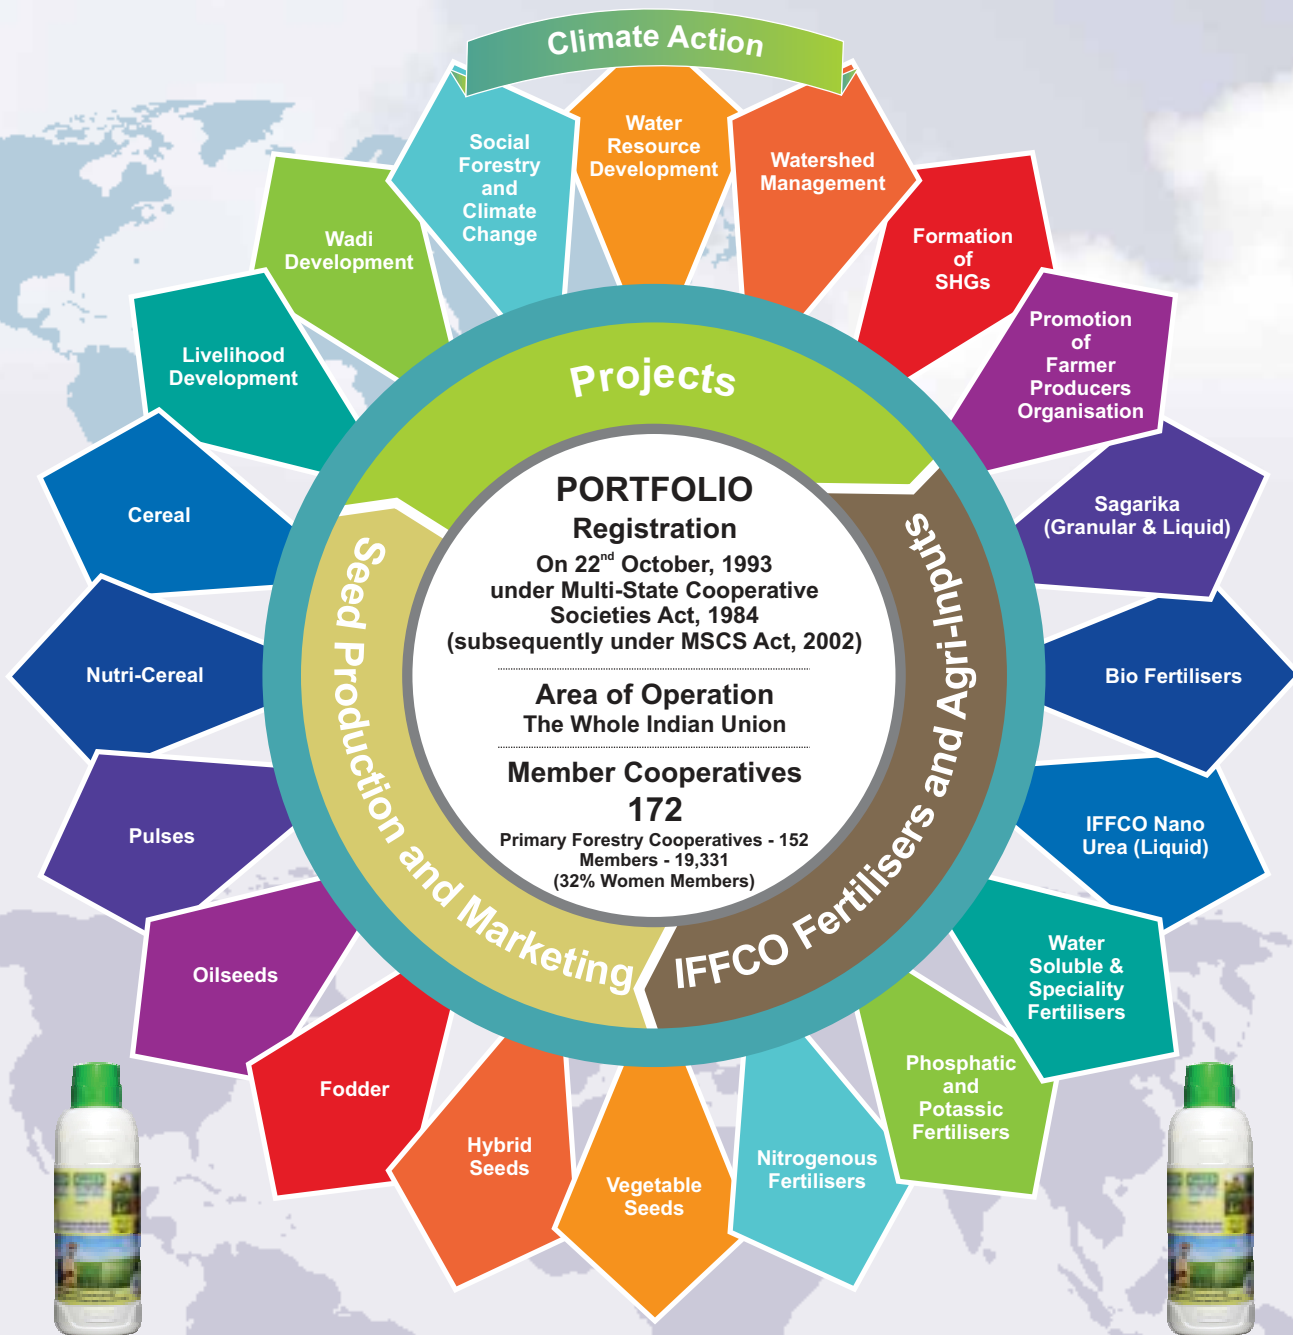 Climate Action
Social
Forestry
and
Climate
Change
Water
Resource
Development
Watershed
Management
Formation
of
SHGs
Promotion
of
Farmer
Producers
Organisation
Sagarika
(Granular & Liquid)
Bio Fertilisers
IFFCO Nano
Urea (Liquid)
Water
Soluble &
Speciality
Fertilisers
Phosphatic
and
Potassic
Fertilisers
Nitrogenous
Fertilisers
Vegetable
Seeds
Hybrid
Seeds
Fodder
Oilseeds
Pulses
Nutri-Cereal
Cereal
Livelihood
Development
Wadi
Development
Projects
IFFCO Fertilisers and Agri-Inputs
Seed Production and Marketing
PORTFOLIO
Registration
On 22nd October, 1993
under Multi-State Cooperative
Societies Act, 1984
(subsequently under MSCS Act, 2002)
Area of Operation
The Whole Indian Union
Member Cooperatives
172
Primary Forestry Cooperatives - 152
Members - 19,331
(32% Women Members)